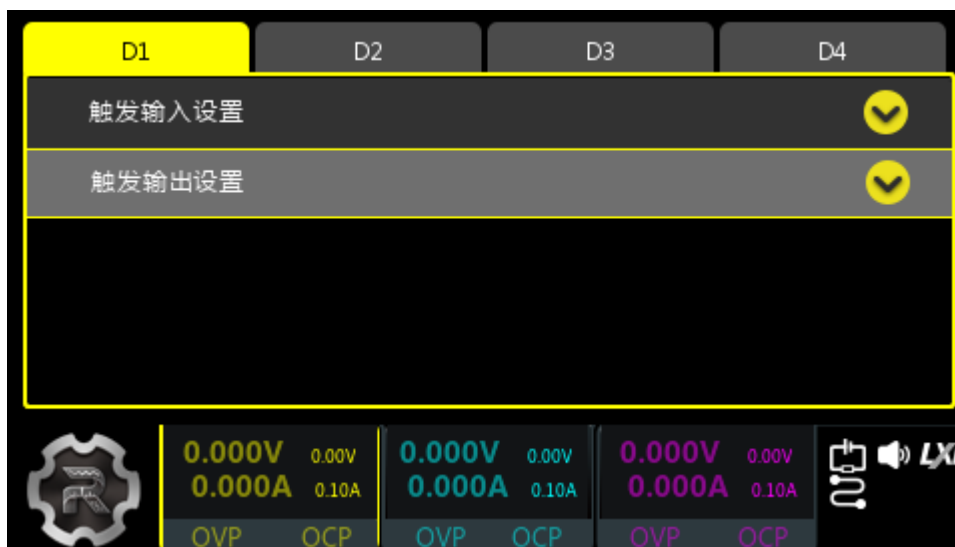 D1 D2 D3 D4
触发输入设置
触发输出设置
0.000V 0.00V 0.000V 0.00V 0.000V 0.00V
0.000A 0.10A 0.000A 0.10A 0.000A 0.10A
OVP OCP OVP OCP OVP OCP